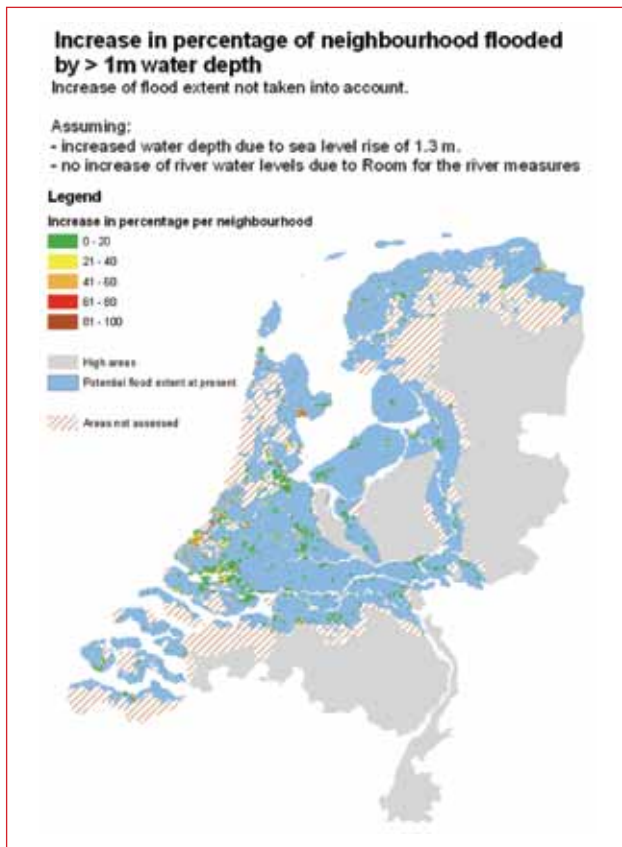 Increase in percentage of neighbourhood flooded
by > 1m water depth
Increase of flood extent not taken into account.
Assuming:
- increased water depth due to sea level rise of 1.3 m.
- no increase of river water levels due to Room for the river measures
Legend
Increase in percentage per neighbourhood
0 - 20
21 - 40
41 - 60
61 - 80
81 - 100
High areas
Potential flood extent at present
Areas not assessed